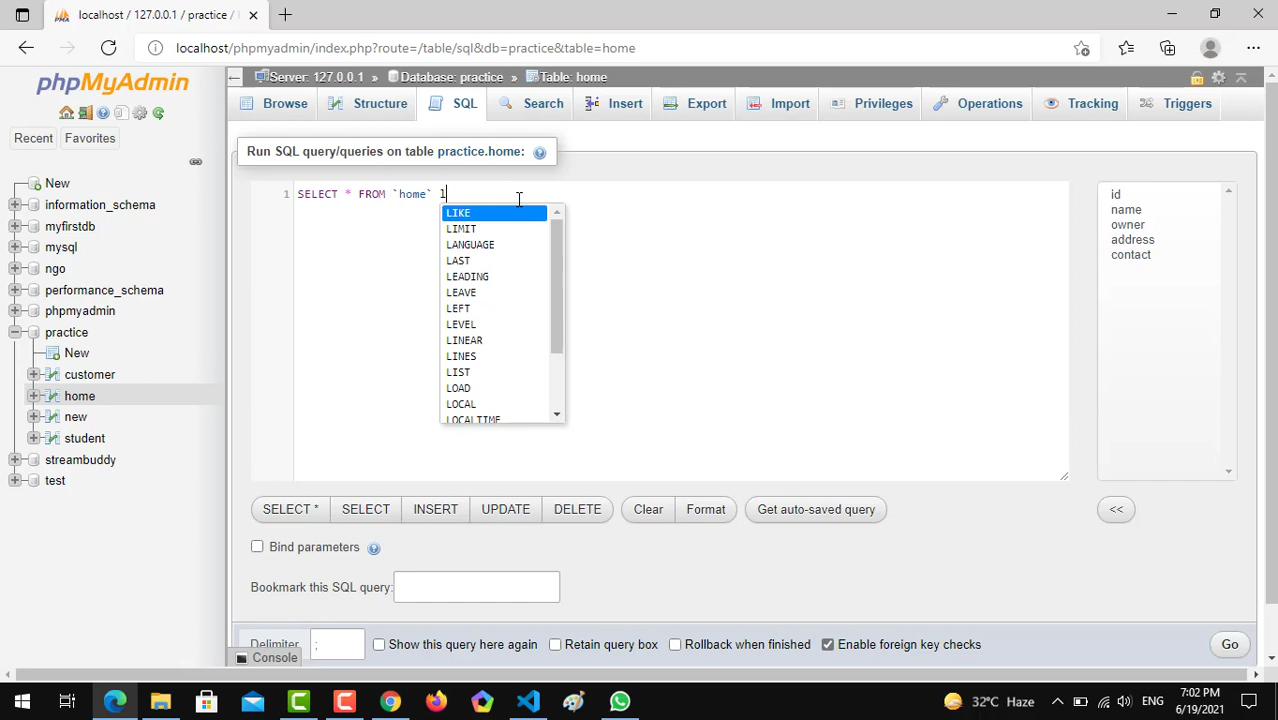 localhost / 127.0.0.1 / practice /
localhost/phpmyadmin/index.php?route=/table/sql&db=practice&table=home
phpMyAdmin
Recent
Favorites
New
information_schema
myfirstdb
mysql
ngo
performance_schema
phpmyadmin
practice
New
customer
home
new
student
streambuddy
test
Server: 127.0.0.1 » Database: practice » Table: home
Browse
Structure
SQL
Search
Insert
Export
Import
Privileges
Operations
Tracking
Triggers
Run SQL query/queries on table practice.home:
1 SELECT * FROM `home` l
LIKE
LIMIT
LANGUAGE
LAST
LEADING
LEAVE
LEFT
LEVEL
LINEAR
LINES
LIST
LOAD
LOCAL
LOCALTIME
id
name
owner
address
contact
SELECT *
SELECT
INSERT
UPDATE
DELETE
Clear
Format
Get auto-saved query
<<
Bind parameters
Bookmark this SQL query:
Delimiter ;
Show this query here again
Retain query box
Rollback when finished
Enable foreign key checks
Go
Console
32°C Haze
ENG
7:02 PM
6/19/2021